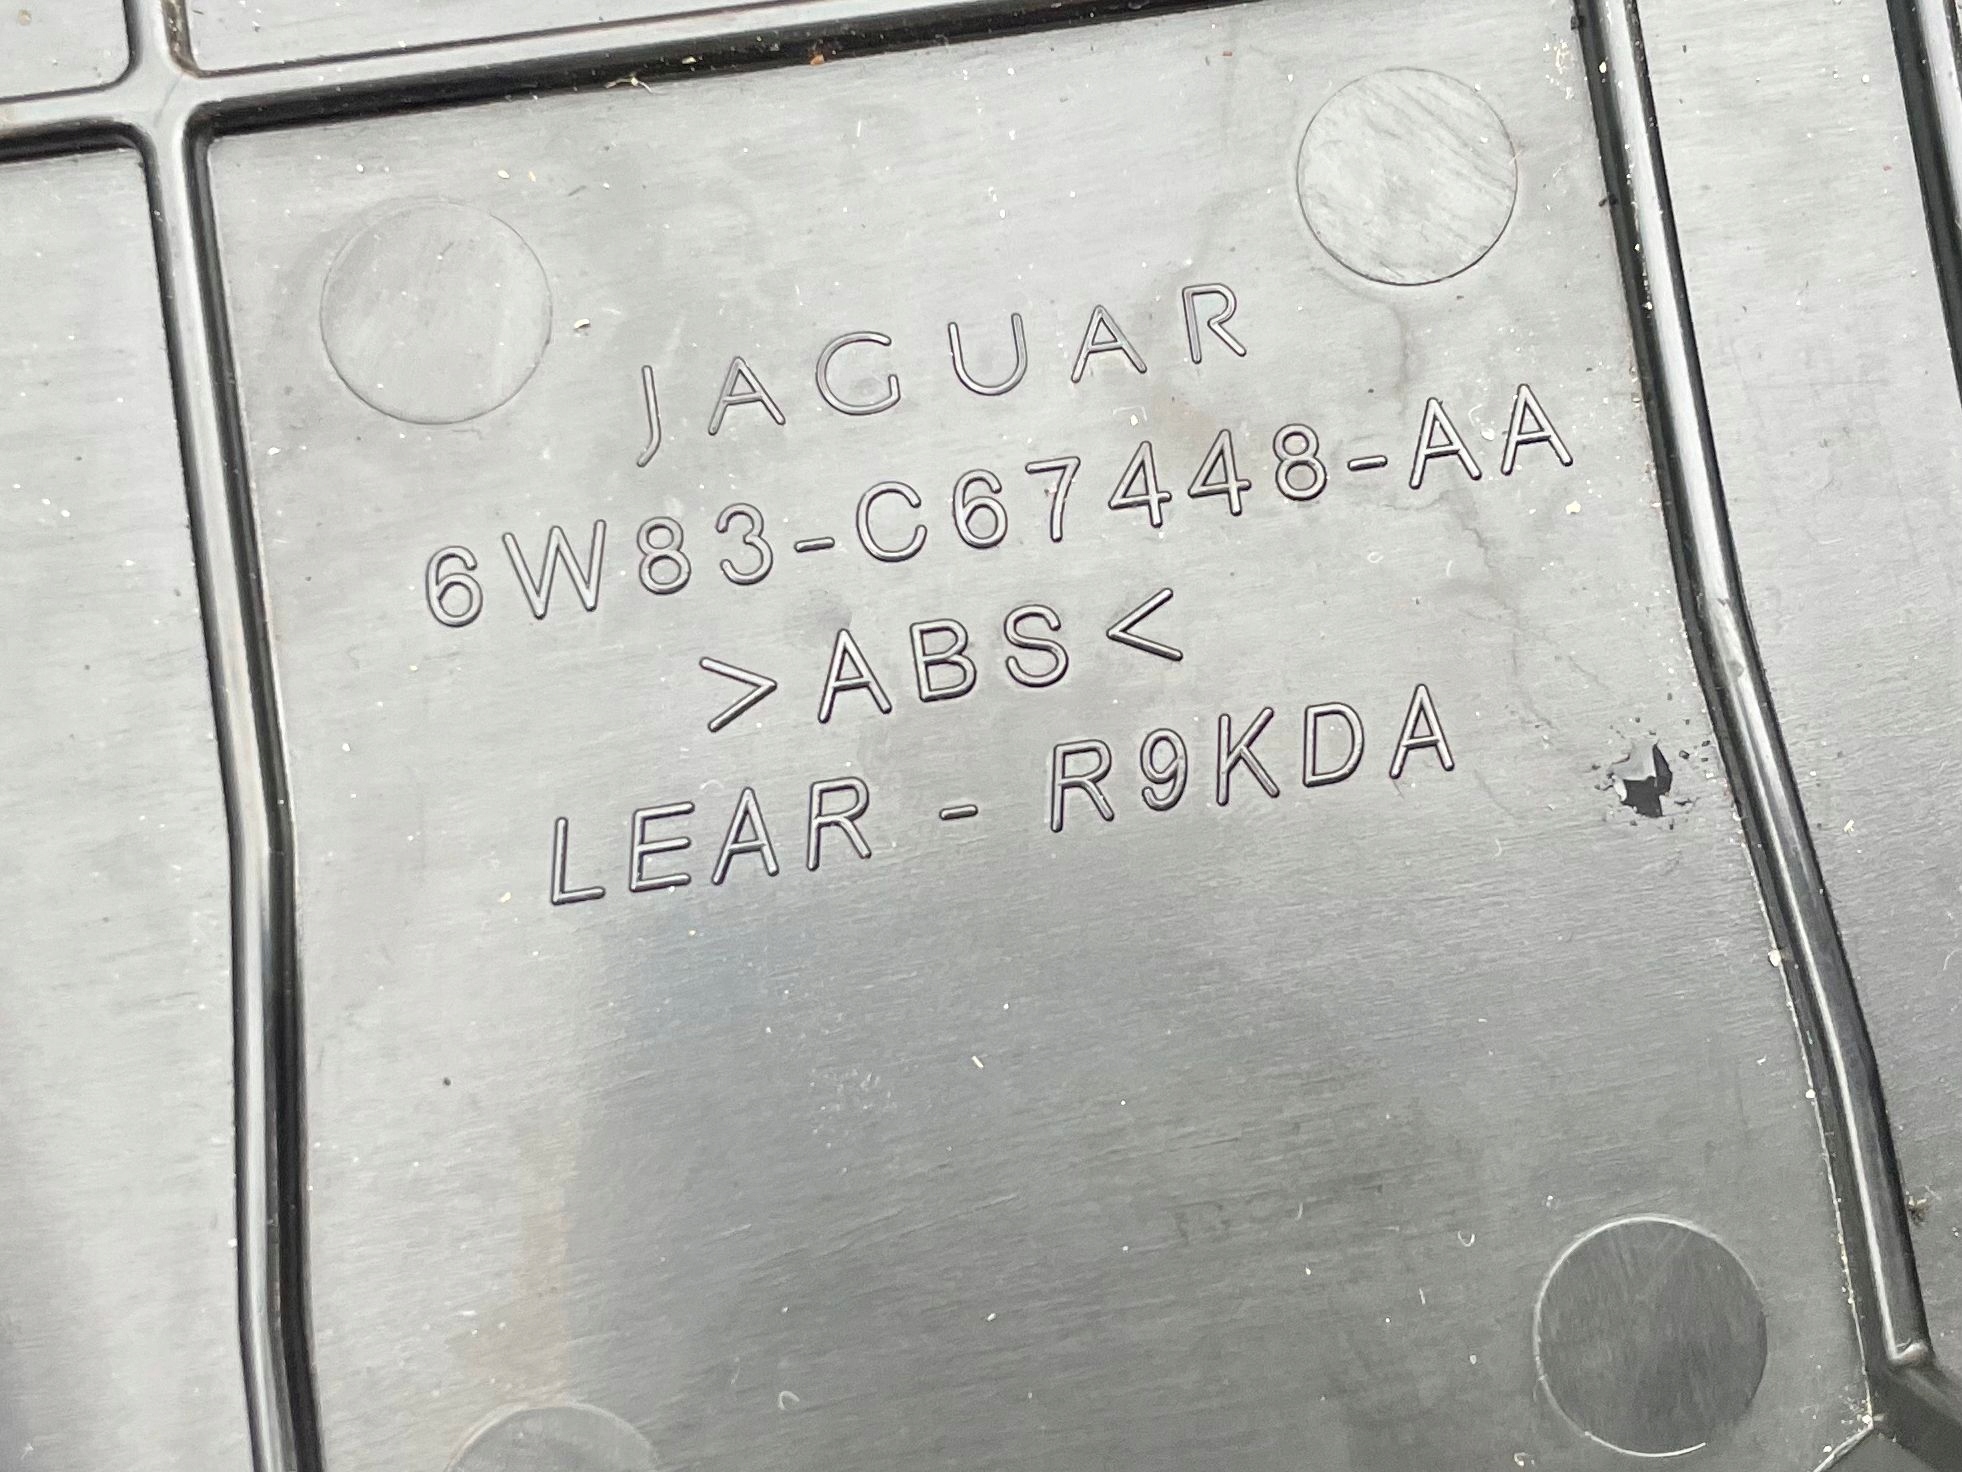 JAGUAR
6W83-C67448-AA
>ABS<
LEAR - R9KDA